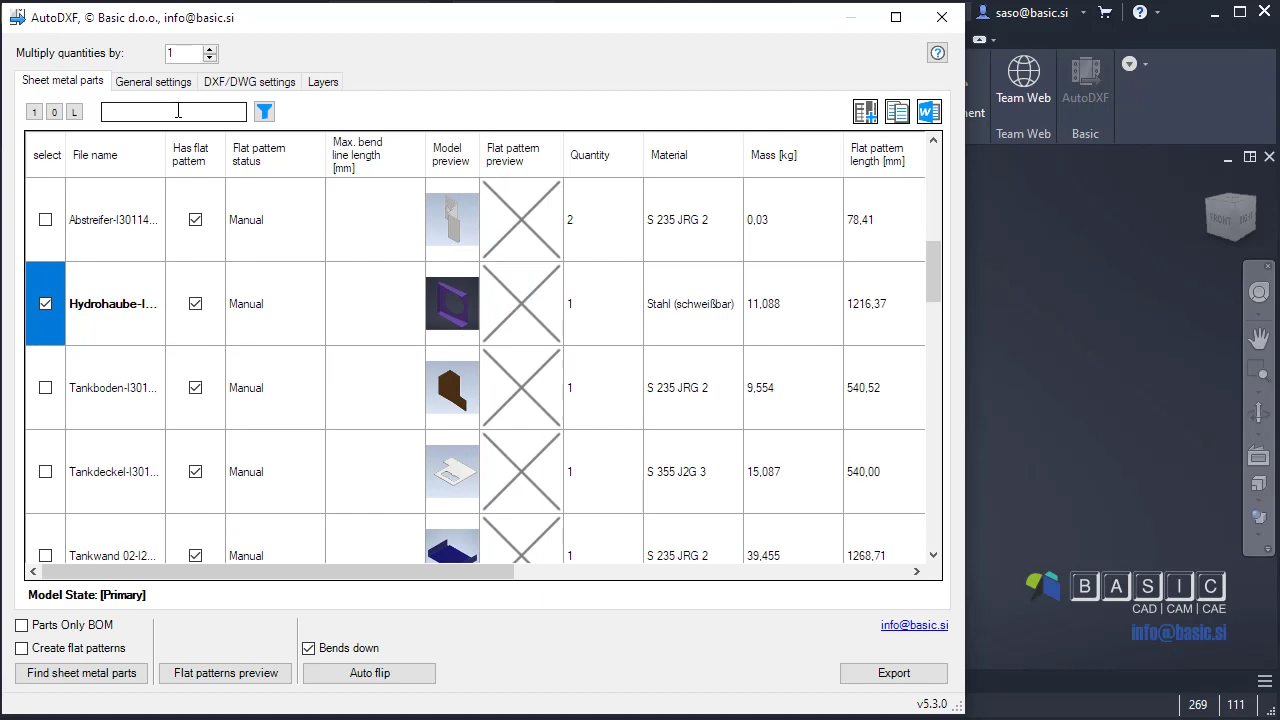 AutoDXF, © Basic d.o.o., info@basic.si
saso@basic.si
Multiply quantities by:
1
Sheet metal parts
General settings
DXF/DWG settings
Layers
1
0
L
select
File name
Has flat
pattern
Flat pattern
status
Max. bend
line length
[mm]
Model
preview
Flat pattern
preview
Quantity
Material
Mass [kg]
Flat pattern
length [mm]
Abstreifer-I30114...
Manual
2
S 235 JRG 2
0,03
78,41
Hydrohaube-I...
Manual
1
Stahl (schweißbar)
11,088
1216,37
Tankboden-I301...
Manual
1
S 235 JRG 2
9,554
540,52
Tankdeckel-I301...
Manual
1
S 355 J2G 3
15,087
540,00
Tankwand 02-I2...
Manual
1
S 235 JRG 2
39,455
1268,71
Model State: [Primary]
Parts Only BOM
Create flat patterns
Find sheet metal parts
Flat patterns preview
Bends down
Auto flip
info@basic.si
Export
v5.3.0
ment
Team Web
Team Web
AutoDXF
Basic
FRONT
BASIC
CAD | CAM | CAE
info@basic.si
269
111